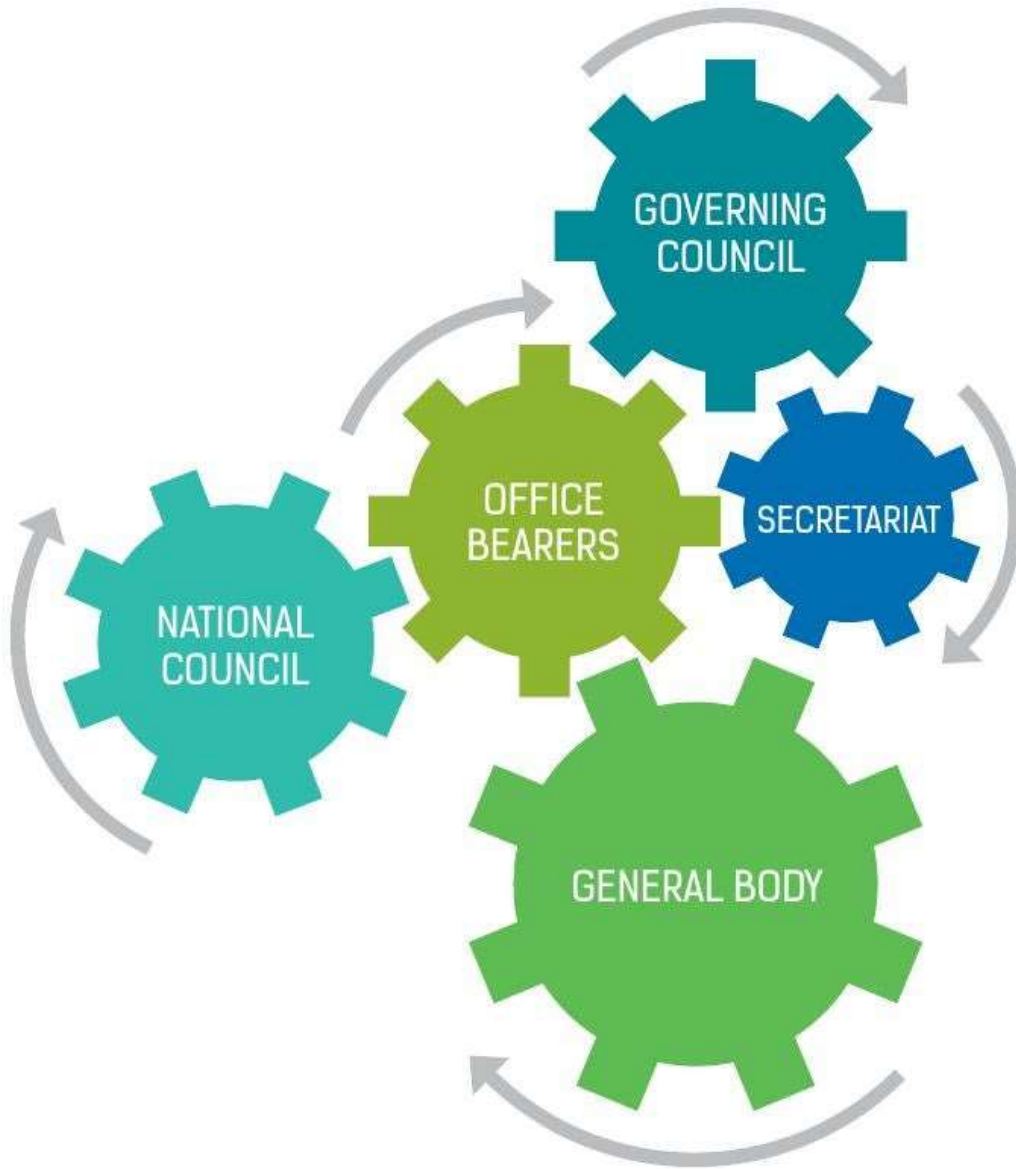 GOVERNING
COUNCIL
OFFICE
BEARERS
SECRETARIAT
NATIONAL
COUNCIL
GENERAL BODY